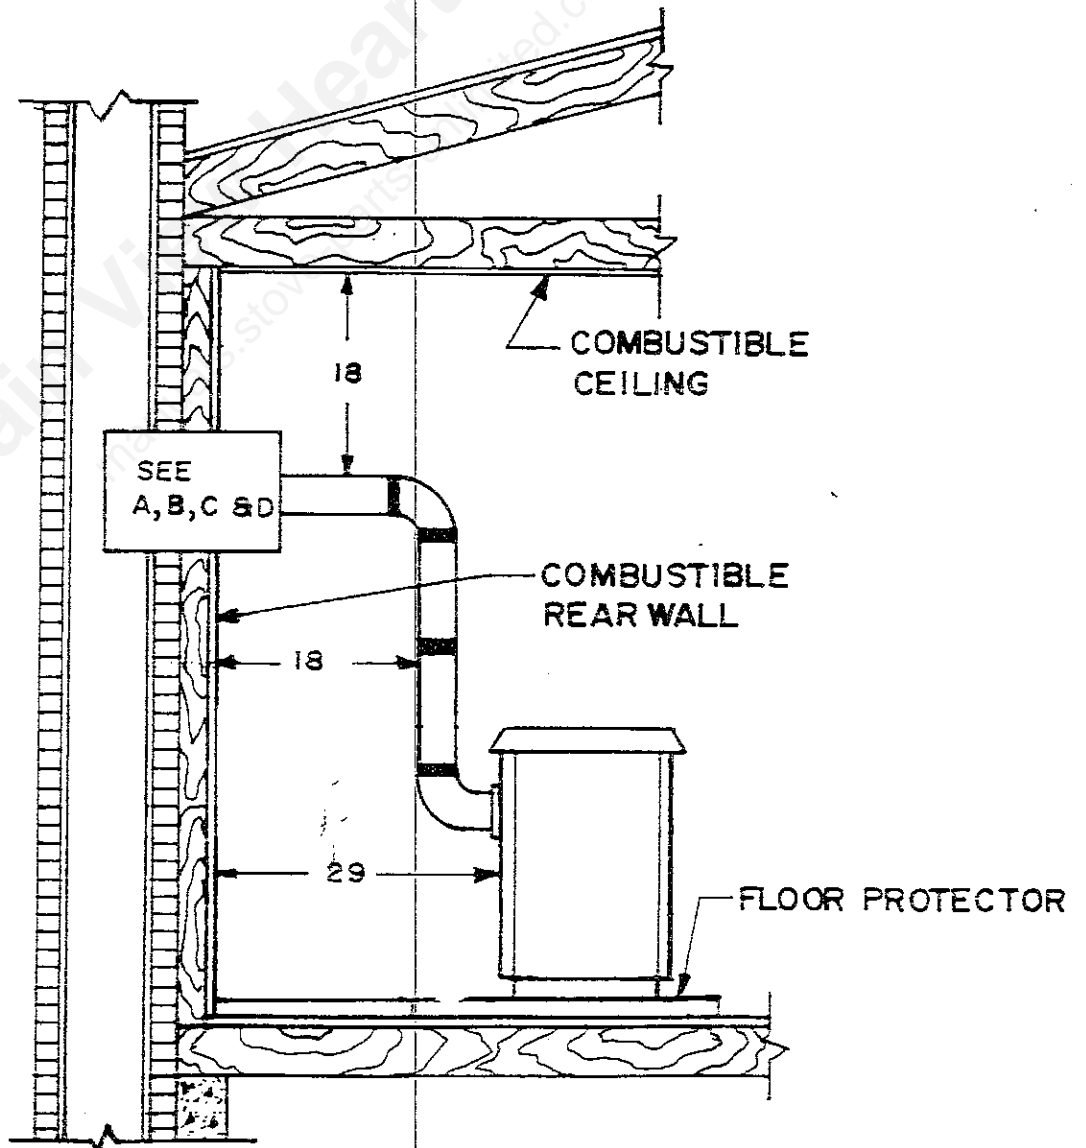 18
COMBUSTIBLE
CEILING
SEE
A,B,C &D
COMBUSTIBLE
REAR WALL
18
29
FLOOR PROTECTOR